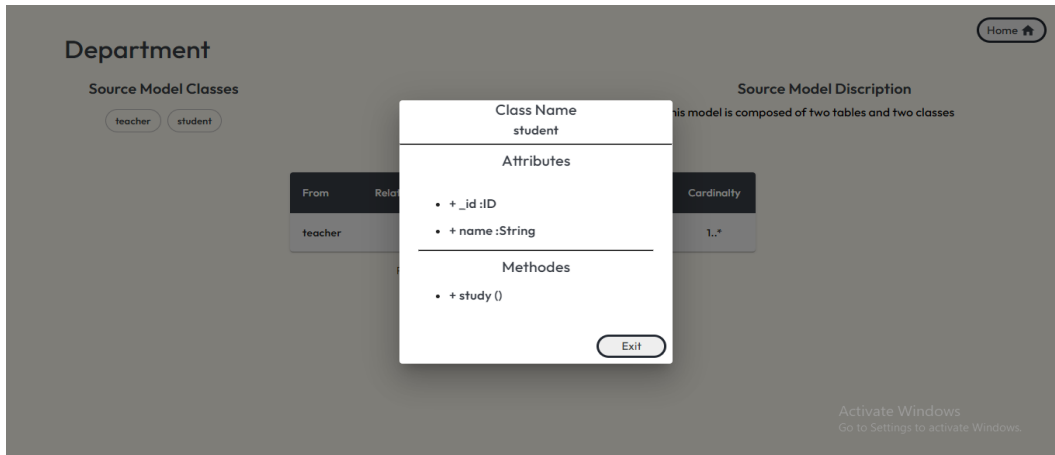 Home
Department
Source Model Classes
Source Model Discription
teacher
student
his model is composed of two tables and two classes
Class Name
student
Attributes
+ _id :ID
+ name :String
Methodes
+ study ()
Exit
From
Cardinalty
teacher
1..*
Activate Windows
Go to Settings to activate Windows.